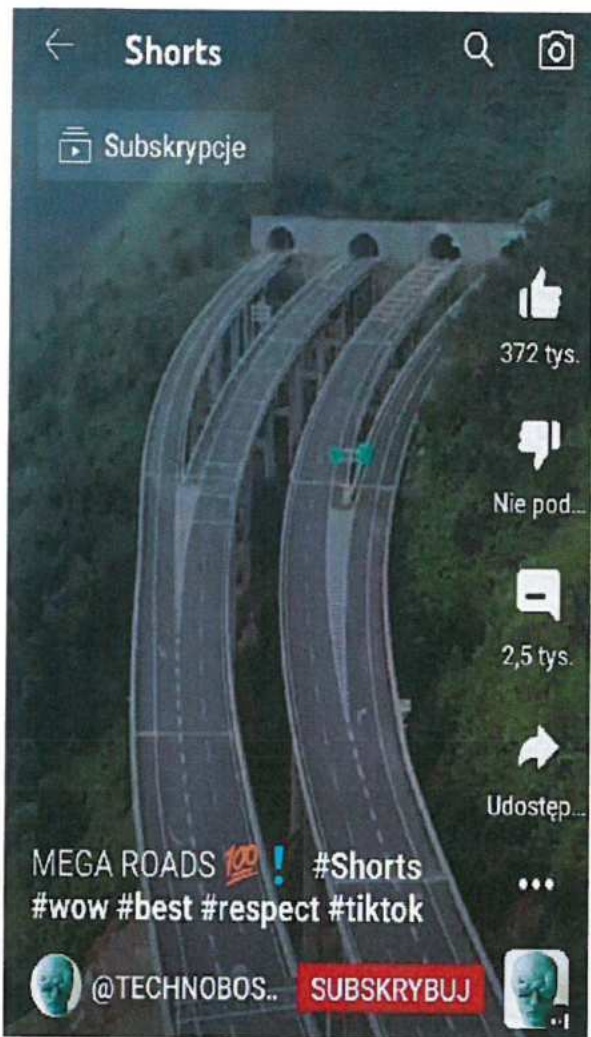 Shorts
Subskrypcje
372 tys.
Nie pod...
2,5 tys.
Udostęp...
MEGA ROADS 💯❗ #Shorts
#wow #best #respect #tiktok
@TECHNOBOS.. SUBSKRYBUJ